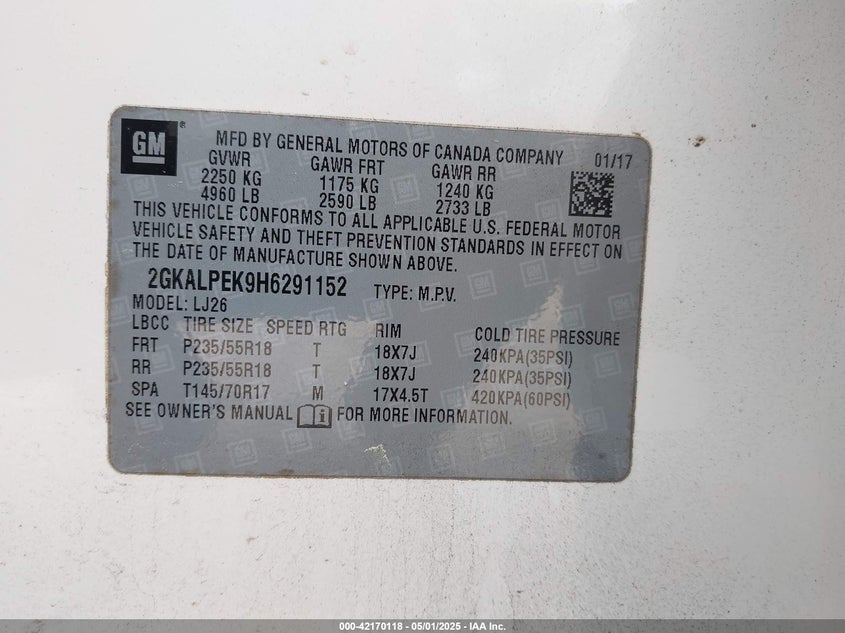 GM ®
MFD BY GENERAL MOTORS OF CANADA COMPANY 01/17
GVWR GAWR FRT GAWR RR
2250 KG 1175 KG 1240 KG
4960 LB 2590 LB 2733 LB
THIS VEHICLE CONFORMS TO ALL APPLICABLE U.S. FEDERAL MOTOR
VEHICLE SAFETY AND THEFT PREVENTION STANDARDS IN EFFECT ON
THE DATE OF MANUFACTURE SHOWN ABOVE.
2GKALPEK9H6291152 TYPE: M.P.V.
MODEL: LJ26
LBCC TIRE SIZE SPEED RTG RIM COLD TIRE PRESSURE
FRT P235/55R18 T 18X7J 240KPA(35PSI)
RR P235/55R18 T 18X7J 240KPA(35PSI)
SPA T145/70R17 M 17X4.5T 420KPA(60PSI)
SEE OWNER'S MANUAL FOR MORE INFORMATION.
000-42170118 - 05/01/2025 - IAA Inc.